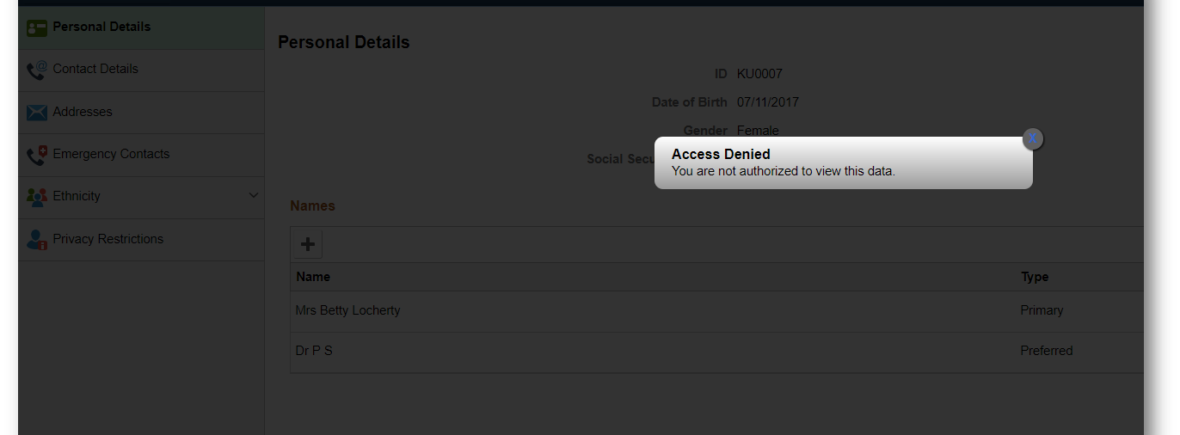 Personal Details
Contact Details
Addresses
Emergency Contacts
Ethnicity
Privacy Restrictions
Personal Details
ID KU0007
Date of Birth 07/11/2017
Gender Female
Social Secu
Access Denied
You are not authorized to view this data.
X
Names
+
Name Type
Mrs Betty Locherty Primary
Dr P S Preferred